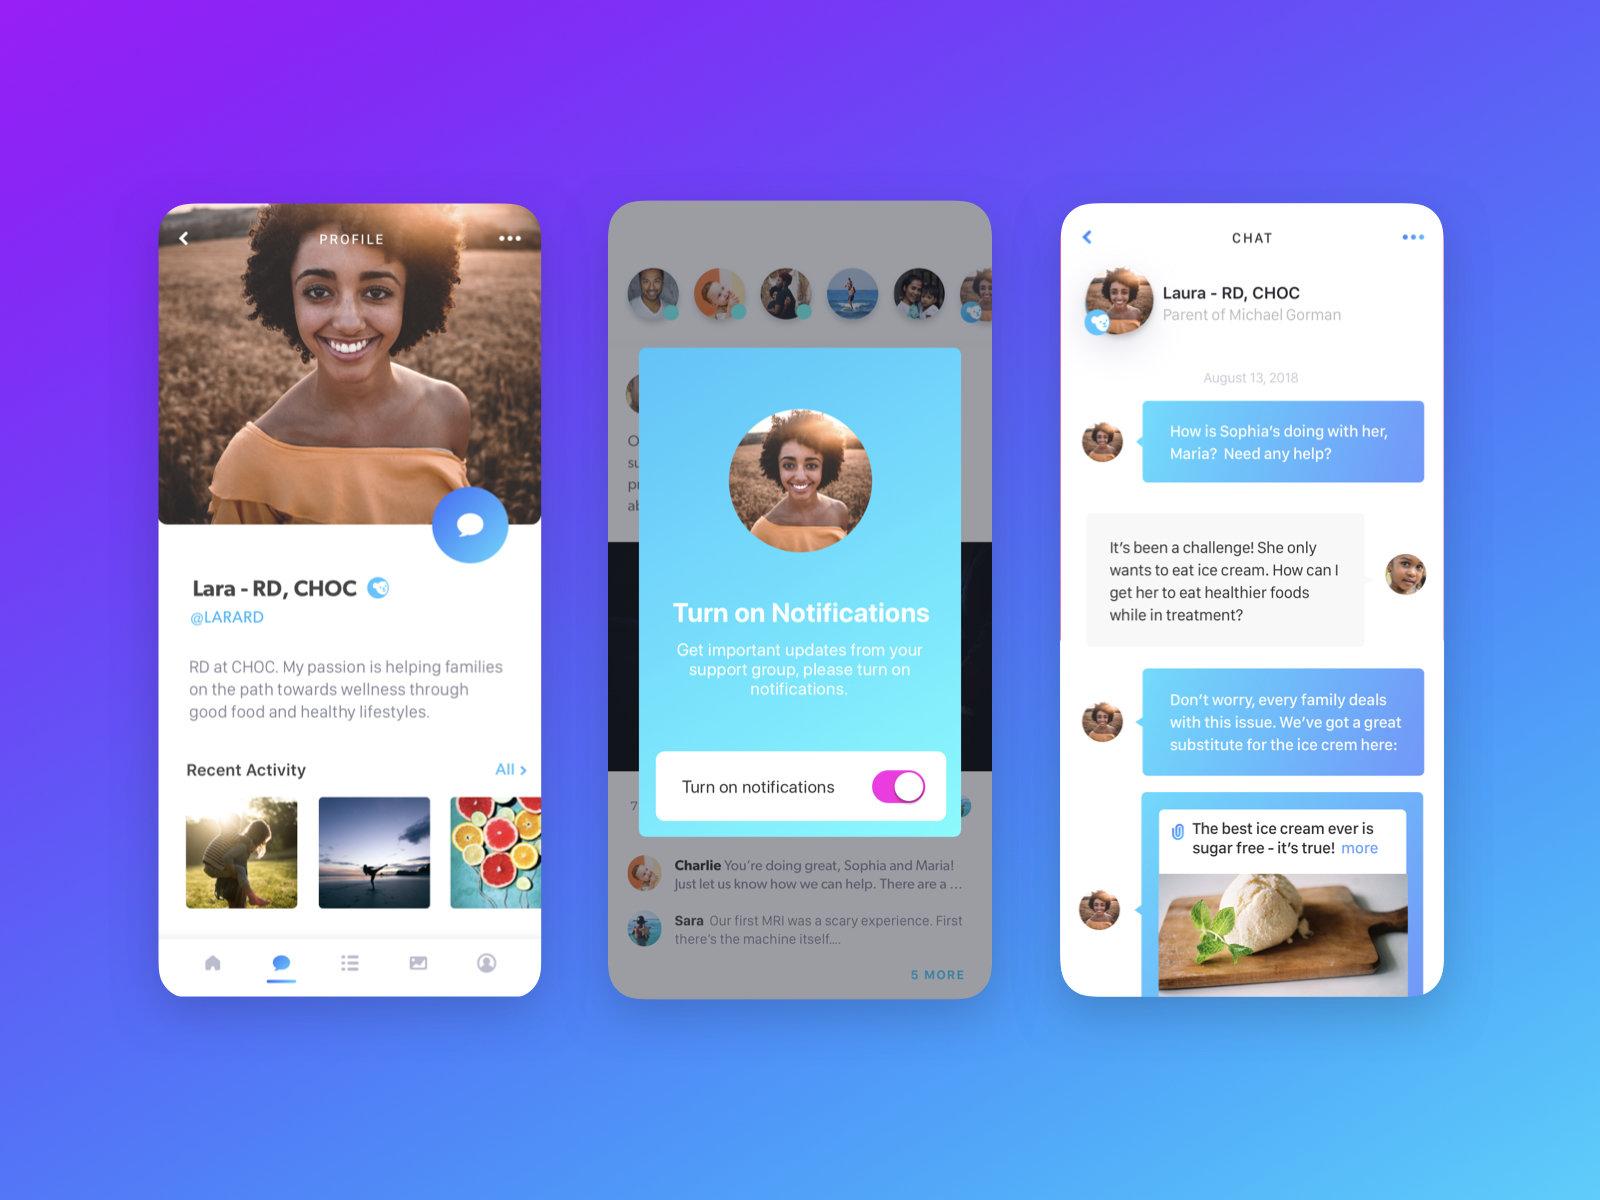 PROFILE
Lara - RD, CHOC
@LARARD
RD at CHOC. My passion is helping families
on the path towards wellness through
good food and healthy lifestyles.
Recent Activity
All
Turn on Notifications
Get important updates from your
support group, please turn on
notifications.
Turn on notifications
7
Charlie You're doing great, Sophia and Maria!
Just let us know how we can help. There are a ...
Sara Our first MRI was a scary experience. First
there's the machine itself....
5 MORE
CHAT
Laura - RD, CHOC
Parent of Michael Gorman
August 13, 2018
How is Sophia's doing with her,
Maria? Need any help?
It's been a challenge! She only
wants to eat ice cream. How can I
get her to eat healthier foods
while in treatment?
Don't worry, every family deals
with this issue. We've got a great
substitute for the ice crem here:
The best ice cream ever is
sugar free - it's true! more